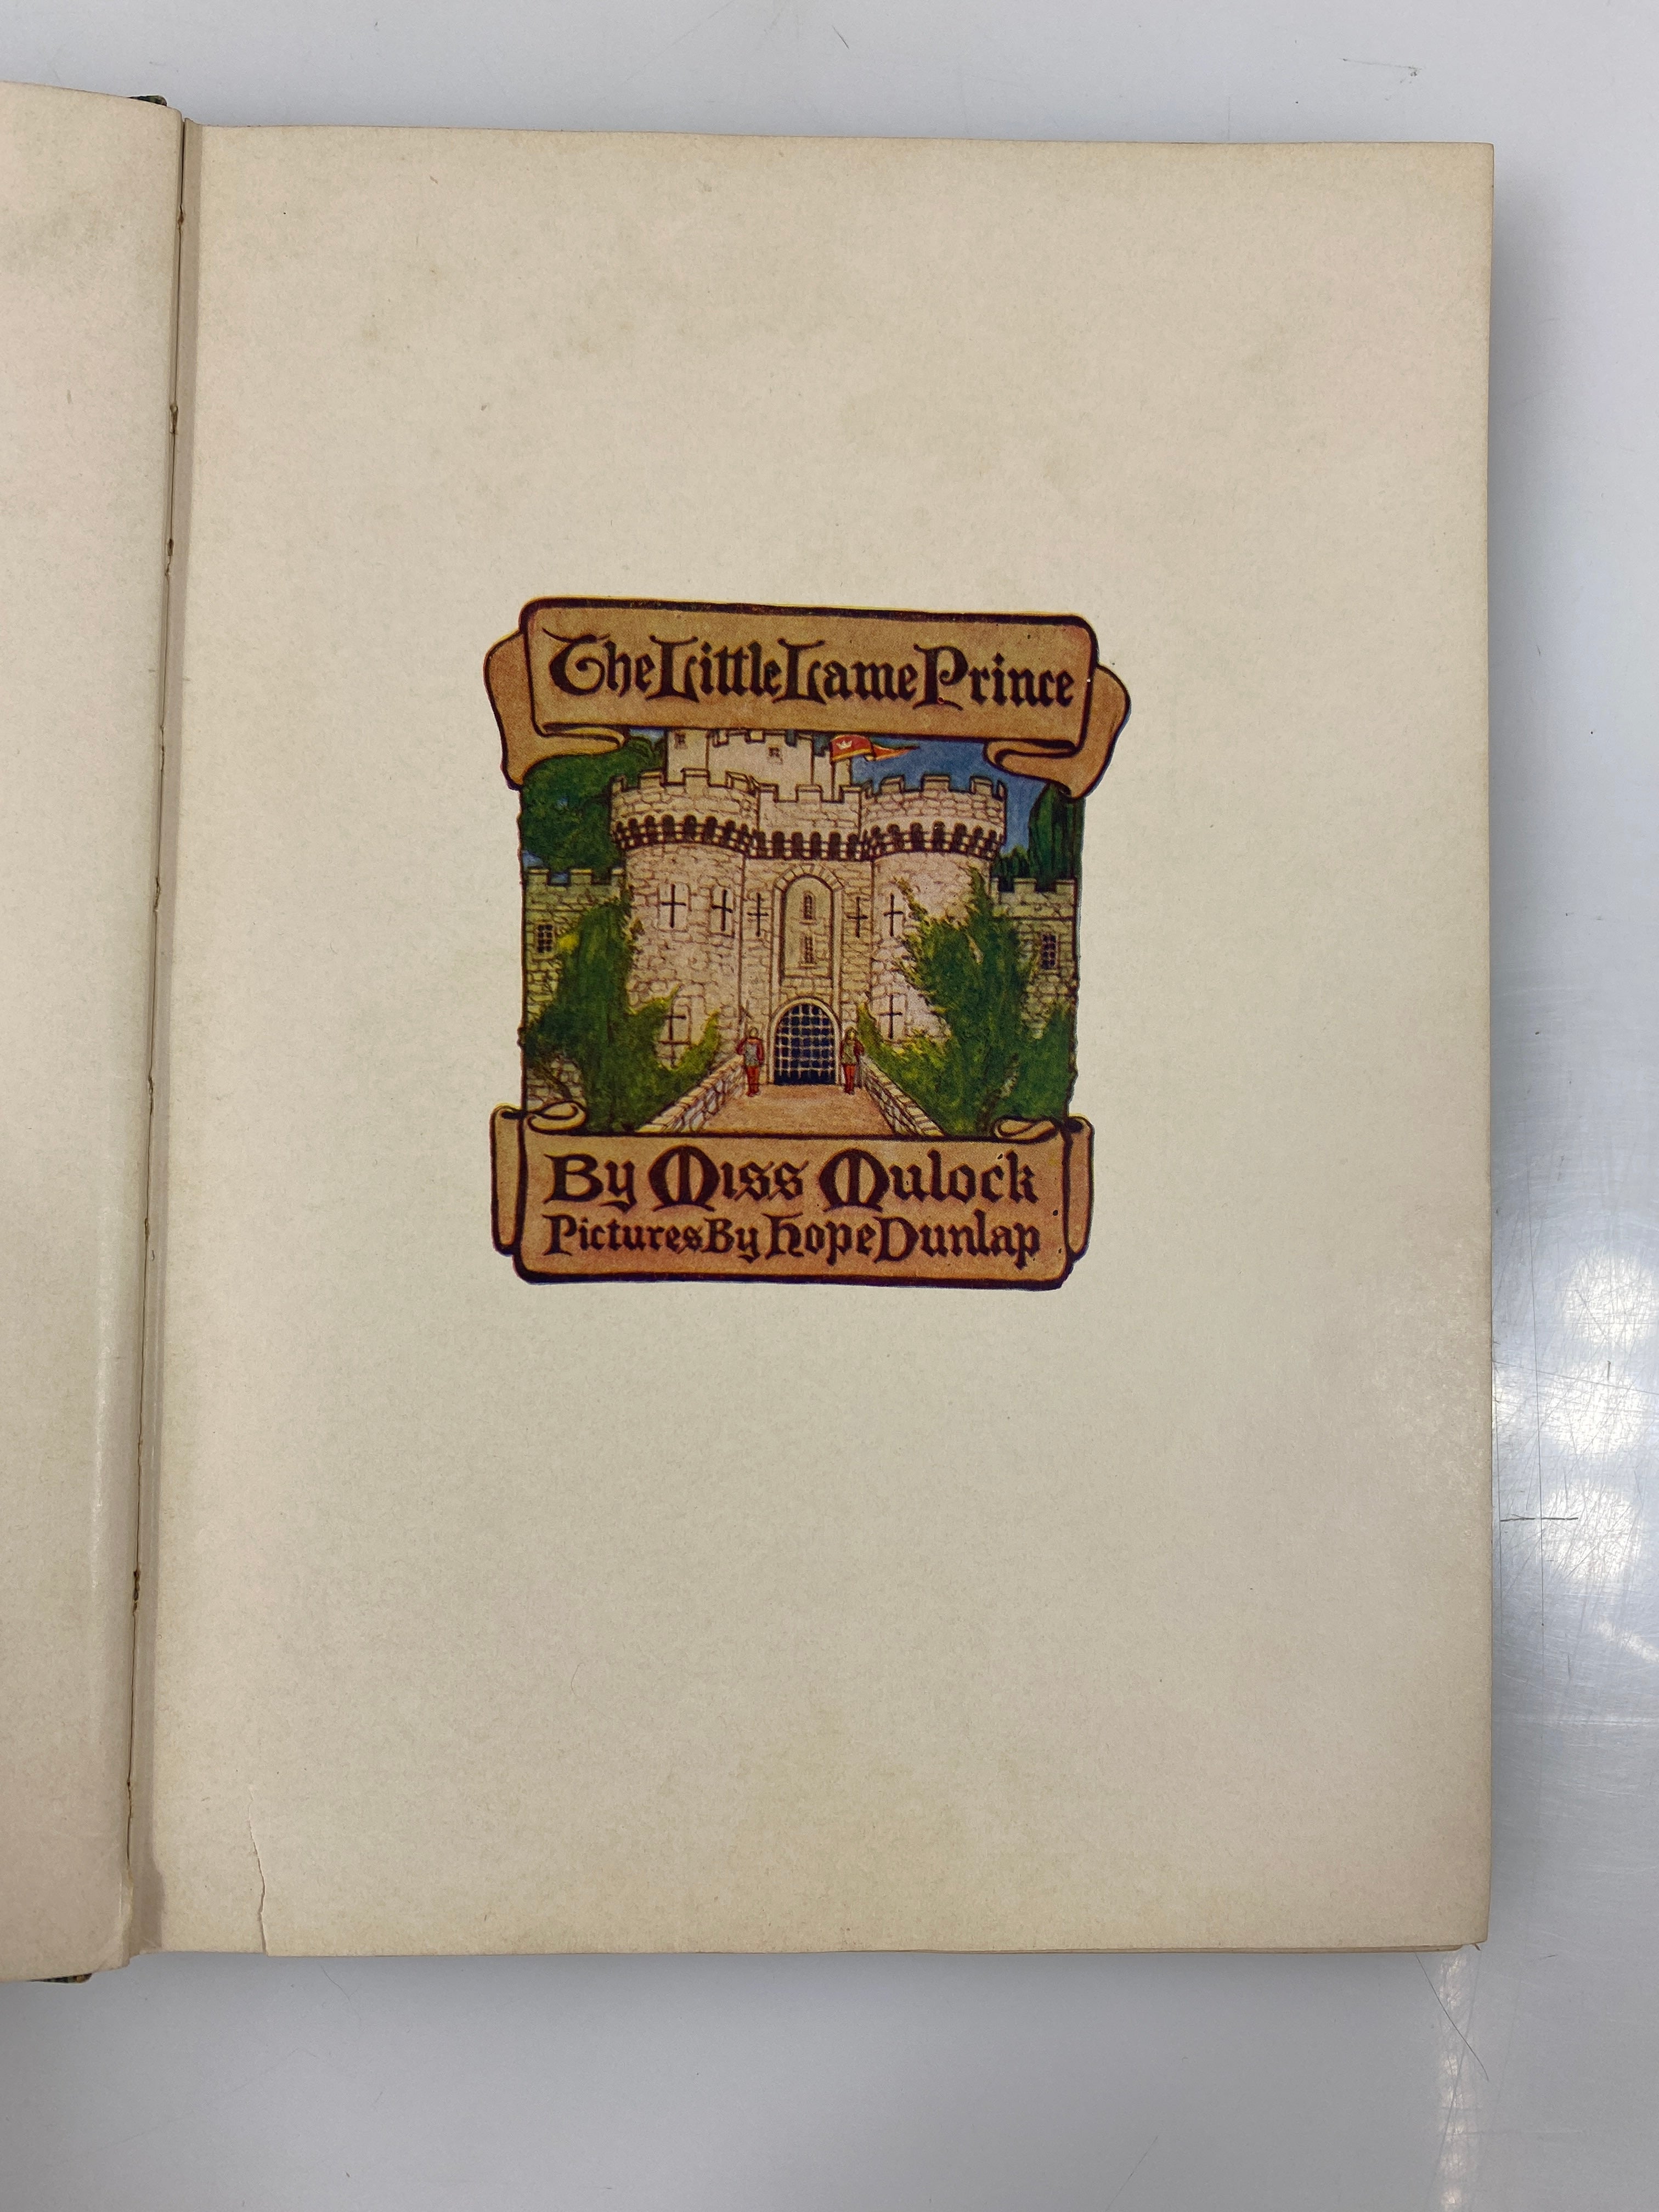 The Little Lame Prince
By Miss Mulock
Pictures By Hope Dunlap